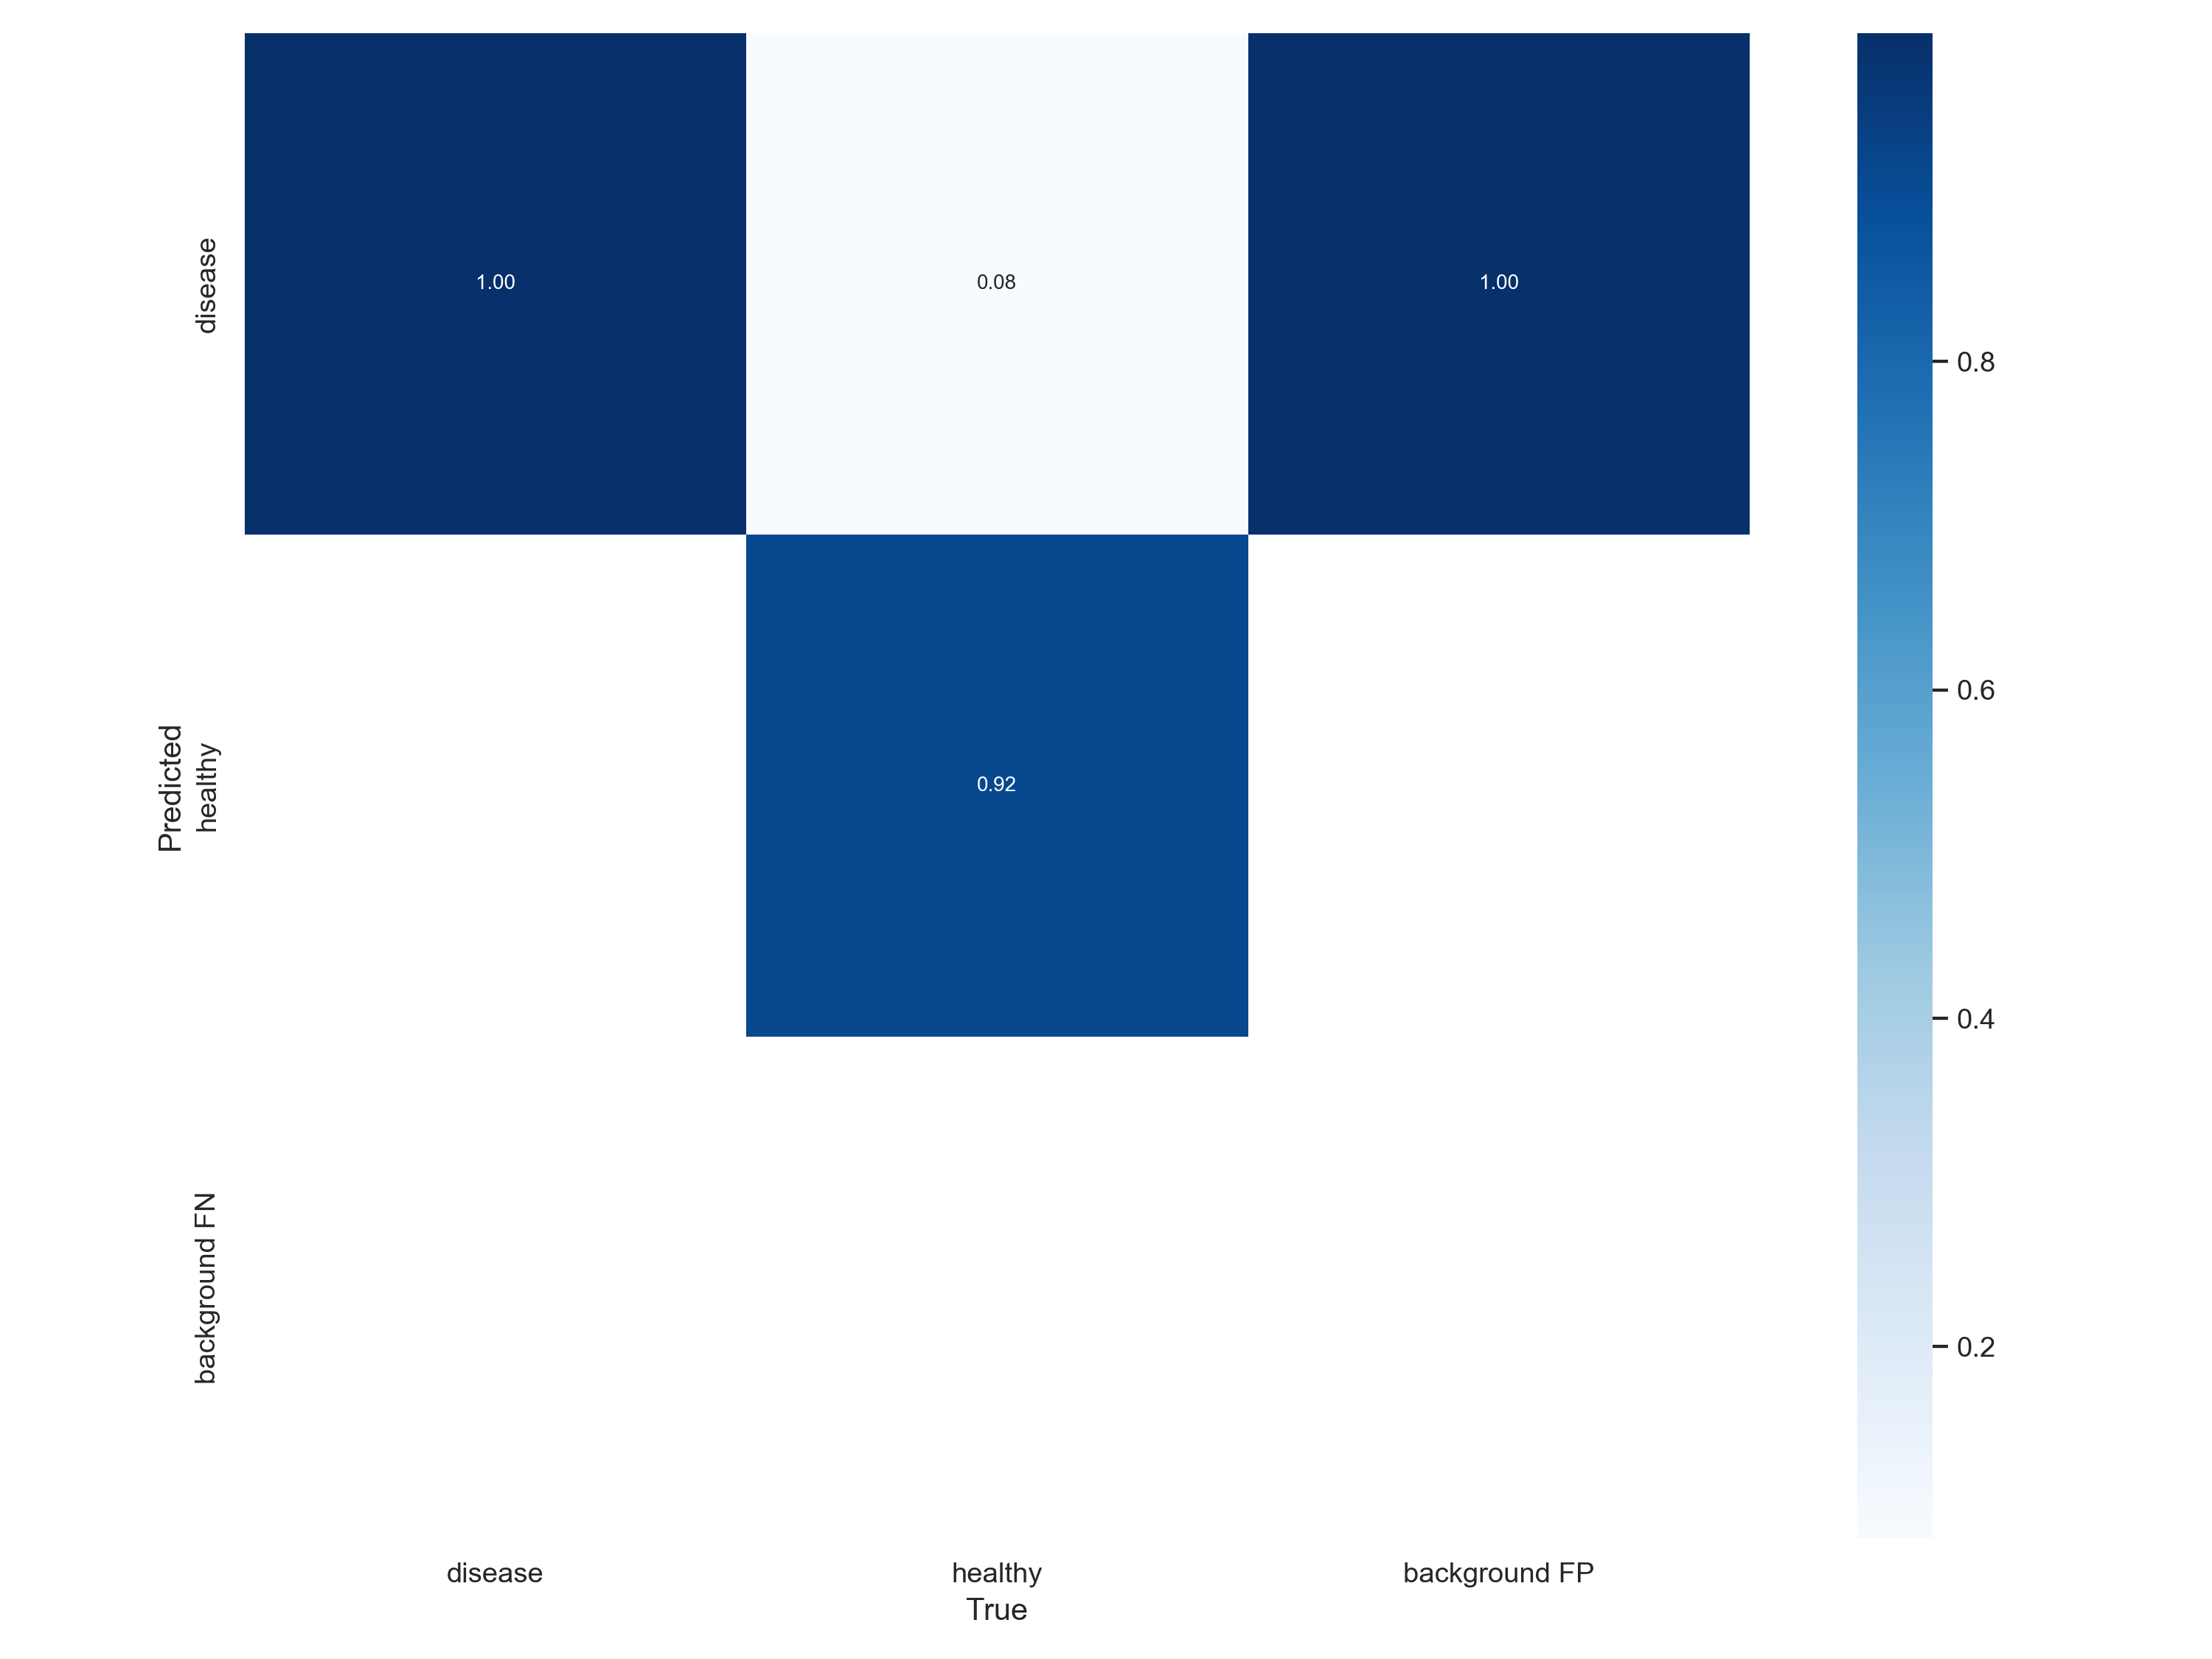 disease
1.00
0.08
1.00
Predicted
healthy
0.92
background FN
disease
healthy
background FP
True
0.8
0.6
0.4
0.2